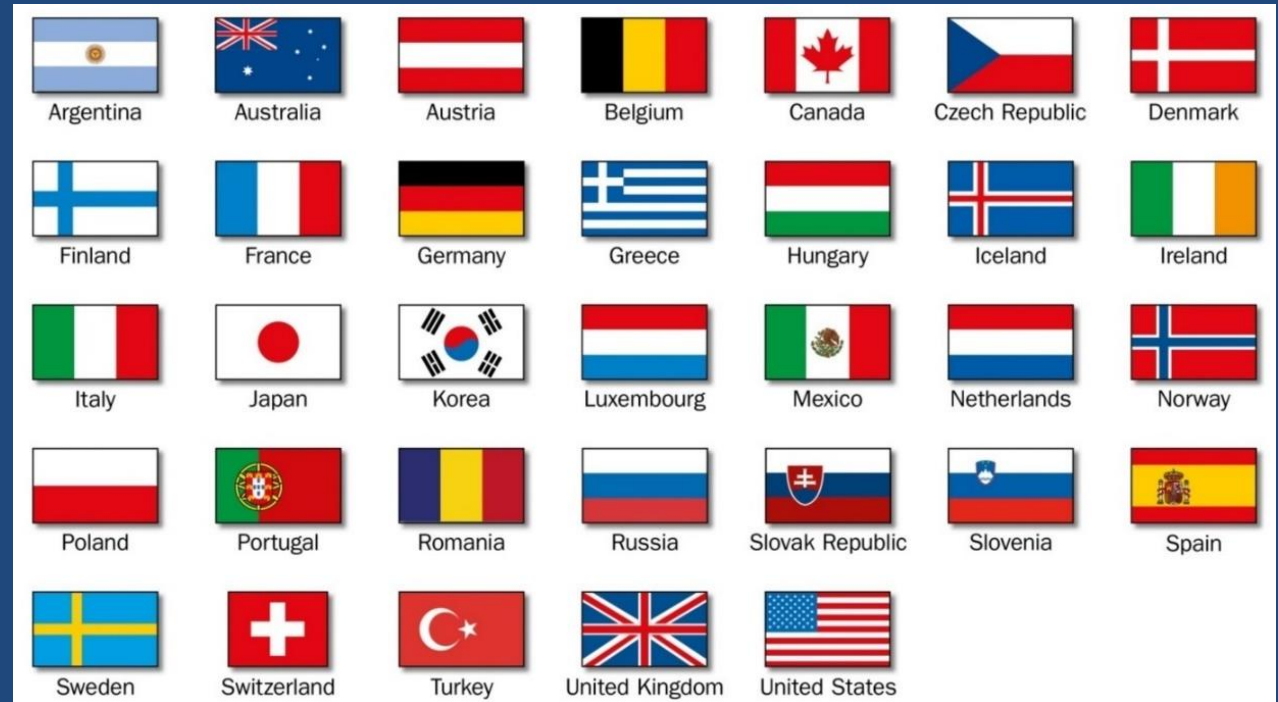 Argentina Australia Austria Belgium Canada Czech Republic Denmark
Finland France Germany Greece Hungary Iceland Ireland
Italy Japan Korea Luxembourg Mexico Netherlands Norway
Poland Portugal Romania Russia Slovak Republic Slovenia Spain
Sweden Switzerland Turkey United Kingdom United States